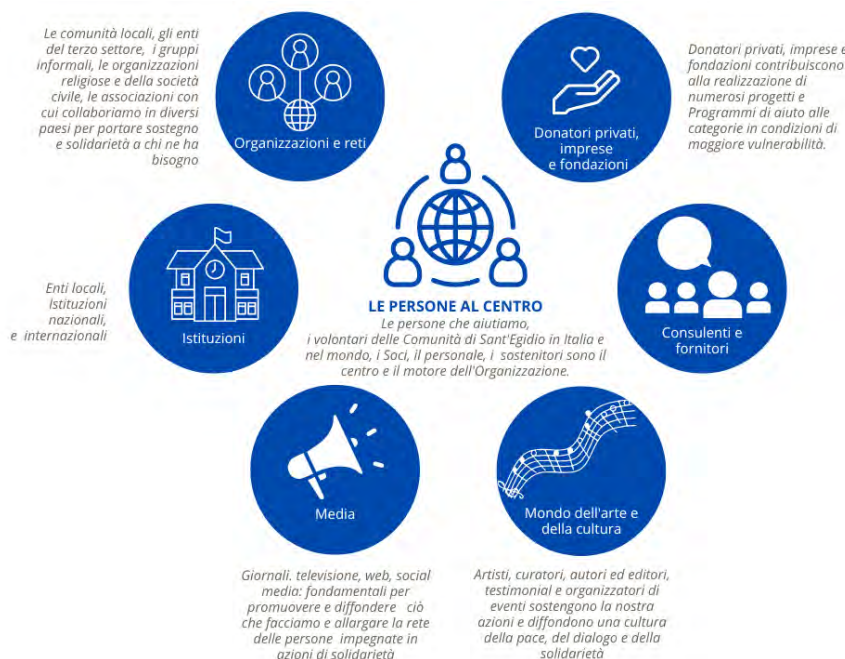 Le comunità locali, gli enti
del terzo settore, i gruppi
informali, le organizzazioni
religiose e della società
civile, le associazioni con
cui collaboriamo in diversi
paesi per portare sostegno
e solidarietà a chi ne ha
bisogno
Organizzazioni e reti
Donatori privati,
imprese
e fondazioni
Donatori privati, imprese e
fondazioni contribuiscono
alla realizzazione di
numerosi progetti e
Programmi di aiuto alle
categorie in condizioni di
maggiore vulnerabilità.
Enti locali,
Istituzioni
nazionali,
e internazionali
Istituzioni
LE PERSONE AL CENTRO
Le persone che aiutiamo,
i volontari delle Comunità di Sant'Egidio in Italia e
nel mondo, i Soci, il personale, i sostenitori sono il
centro e il motore dell'Organizzazione.
Consulenti e
fornitori
Media
Giornali. televisione, web, social
media: fondamentali per
promuovere e diffondere ciò
che facciamo e allargare la rete
delle persone impegnate in
azioni di solidarietà
Mondo dell'arte e
della cultura
Artisti, curatori, autori ed editori,
testimonial e organizzatori di
eventi sostengono la nostra
azioni e diffondono una cultura
della pace, del dialogo e della
solidarietà